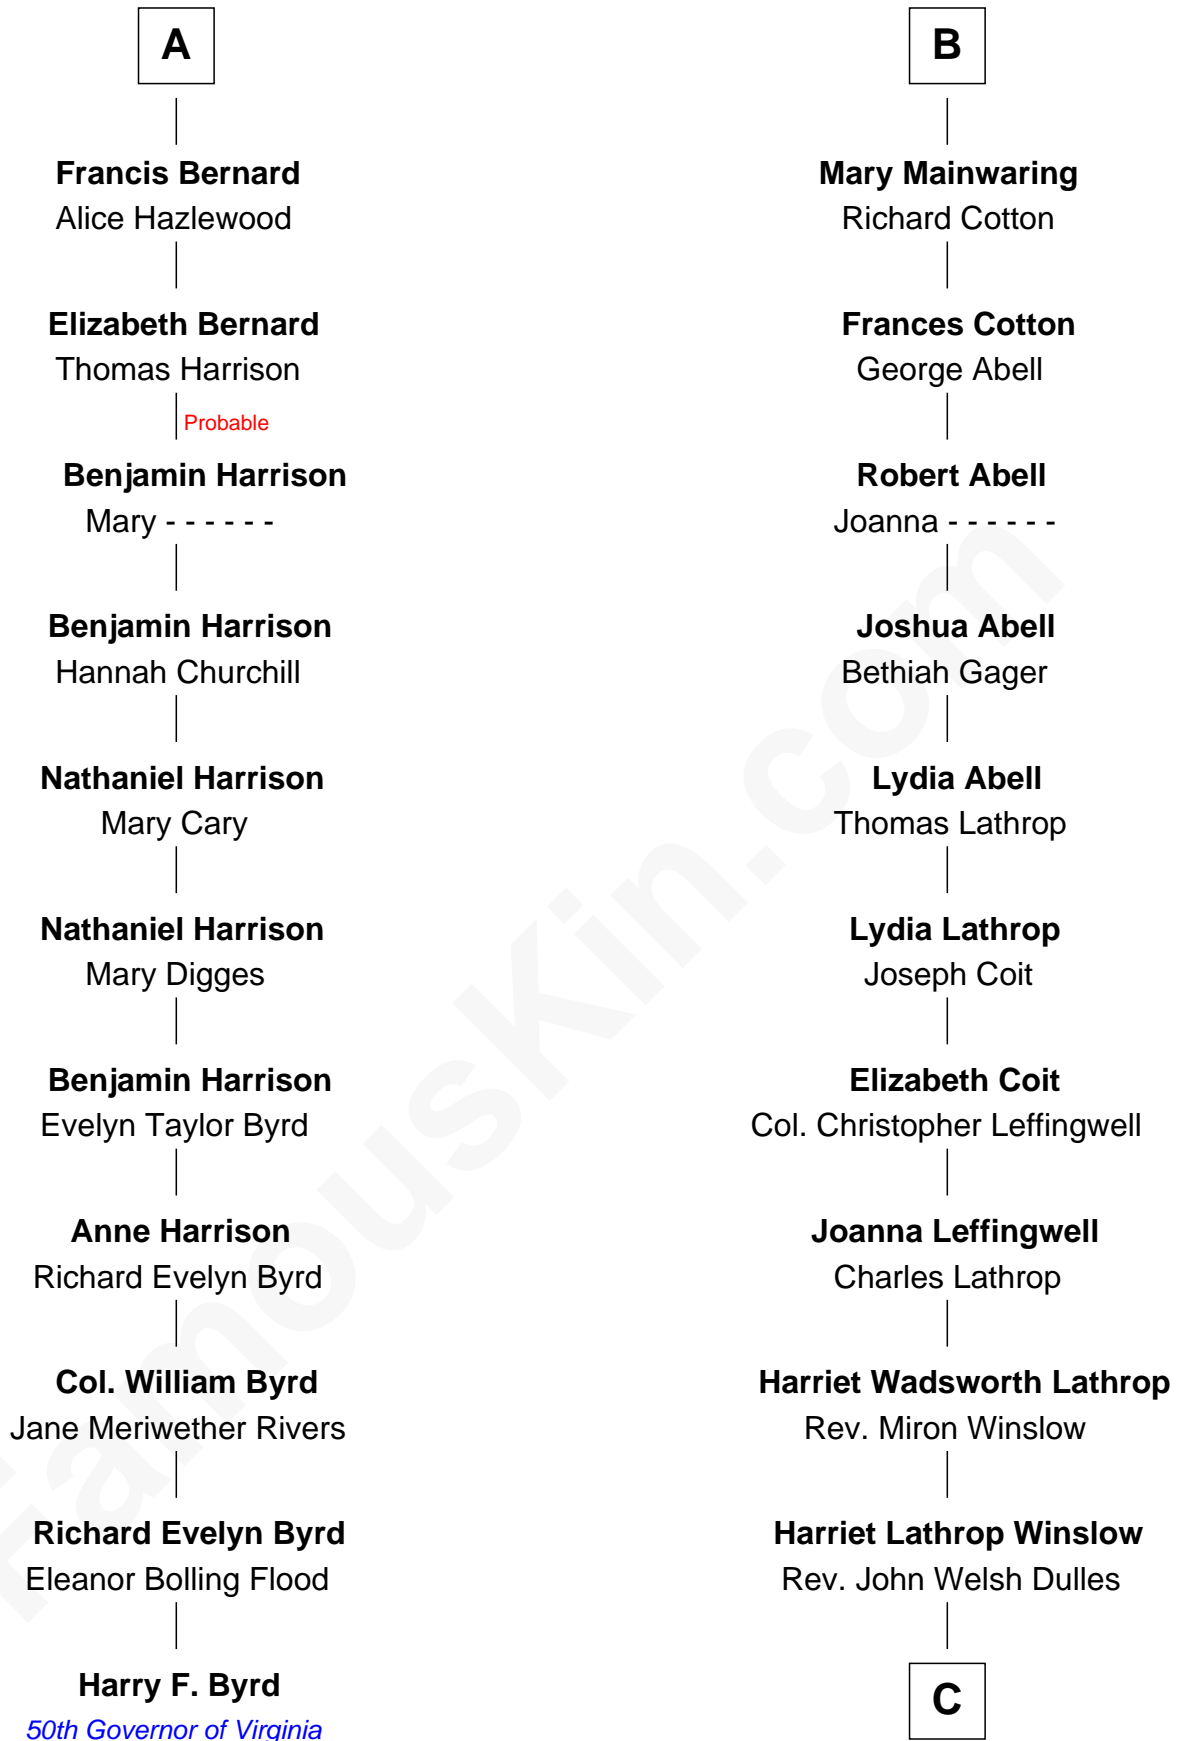 A
Francis Bernard
Alice Hazlewood
Elizabeth Bernard
Thomas Harrison
Probable
Benjamin Harrison
Mary - - - - - -
Benjamin Harrison
Hannah Churchill
Nathaniel Harrison
Mary Cary
Nathaniel Harrison
Mary Digges
Benjamin Harrison
Evelyn Taylor Byrd
Anne Harrison
Richard Evelyn Byrd
Col. William Byrd
Jane Meriwether Rivers
Richard Evelyn Byrd
Eleanor Bolling Flood
Harry F. Byrd
50th Governor of Virginia
B
Mary Mainwaring
Richard Cotton
Frances Cotton
George Abell
Robert Abell
Joanna - - - - - -
Joshua Abell
Bethiah Gager
Lydia Abell
Thomas Lathrop
Lydia Lathrop
Joseph Coit
Elizabeth Coit
Col. Christopher Leffingwell
Joanna Leffingwell
Charles Lathrop
Harriet Wadsworth Lathrop
Rev. Miron Winslow
Harriet Lathrop Winslow
Rev. John Welsh Dulles
C
FamousKin.com